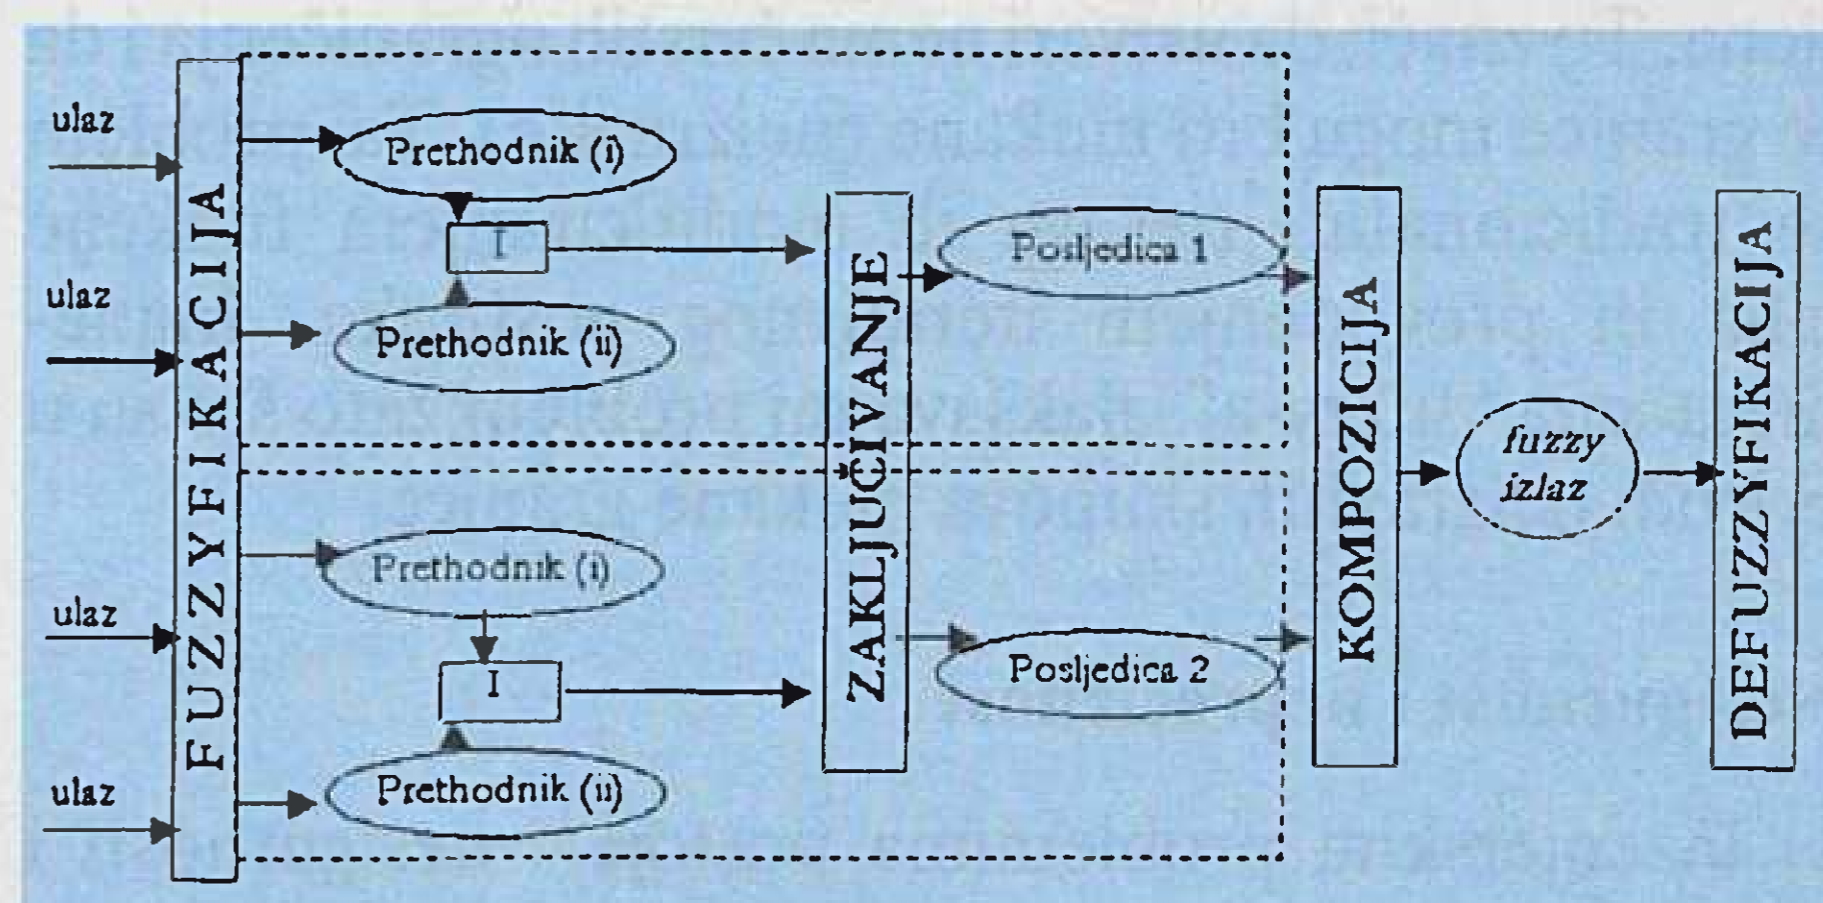 ulaz
ulaz
ulaz
ulaz
FUZZYFIKACIJA
Prethodnik (i)
I
Prethodnik (ii)
Prethodnik (i)
I
Prethodnik (ii)
ZAKLJUČIVANJE
Posljedica 1
Posljedica 2
KOMPOZICIJA
fuzzy
izlaz
DEFUZZYFIKACIJA